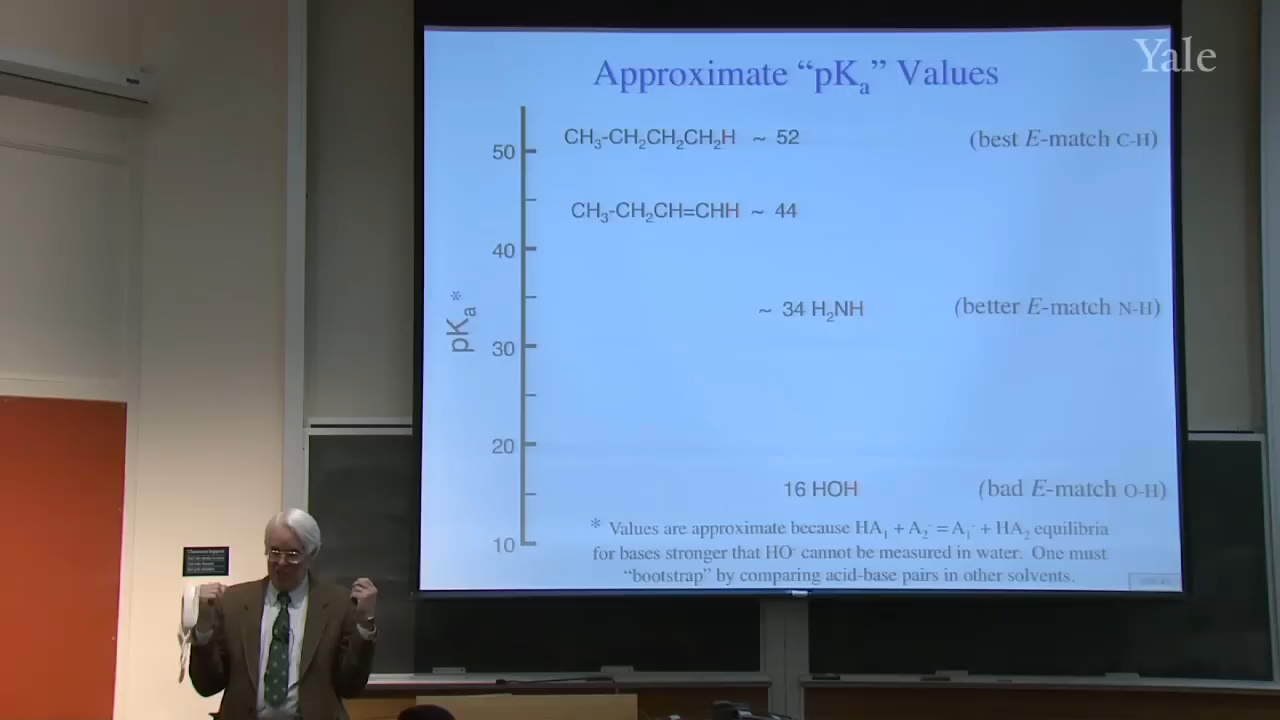 Yale
Approximate “pKₐ” Values
CH₃-CH₂CH₂CH₂H ~ 52 (best E-match C-H)
50
CH₃-CH₂CH=CHH ~ 44
40
~ 34 H₂NH (better E-match N-H)
pKₐ*
30
20
16 HOH (bad E-match O-H)
* Values are approximate because HA₁ + A₂⁻ = A₁⁻ + HA₂ equilibria
10
for bases stronger that HO⁻ cannot be measured in water. One must
“bootstrap” by comparing acid-base pairs in other solvents.